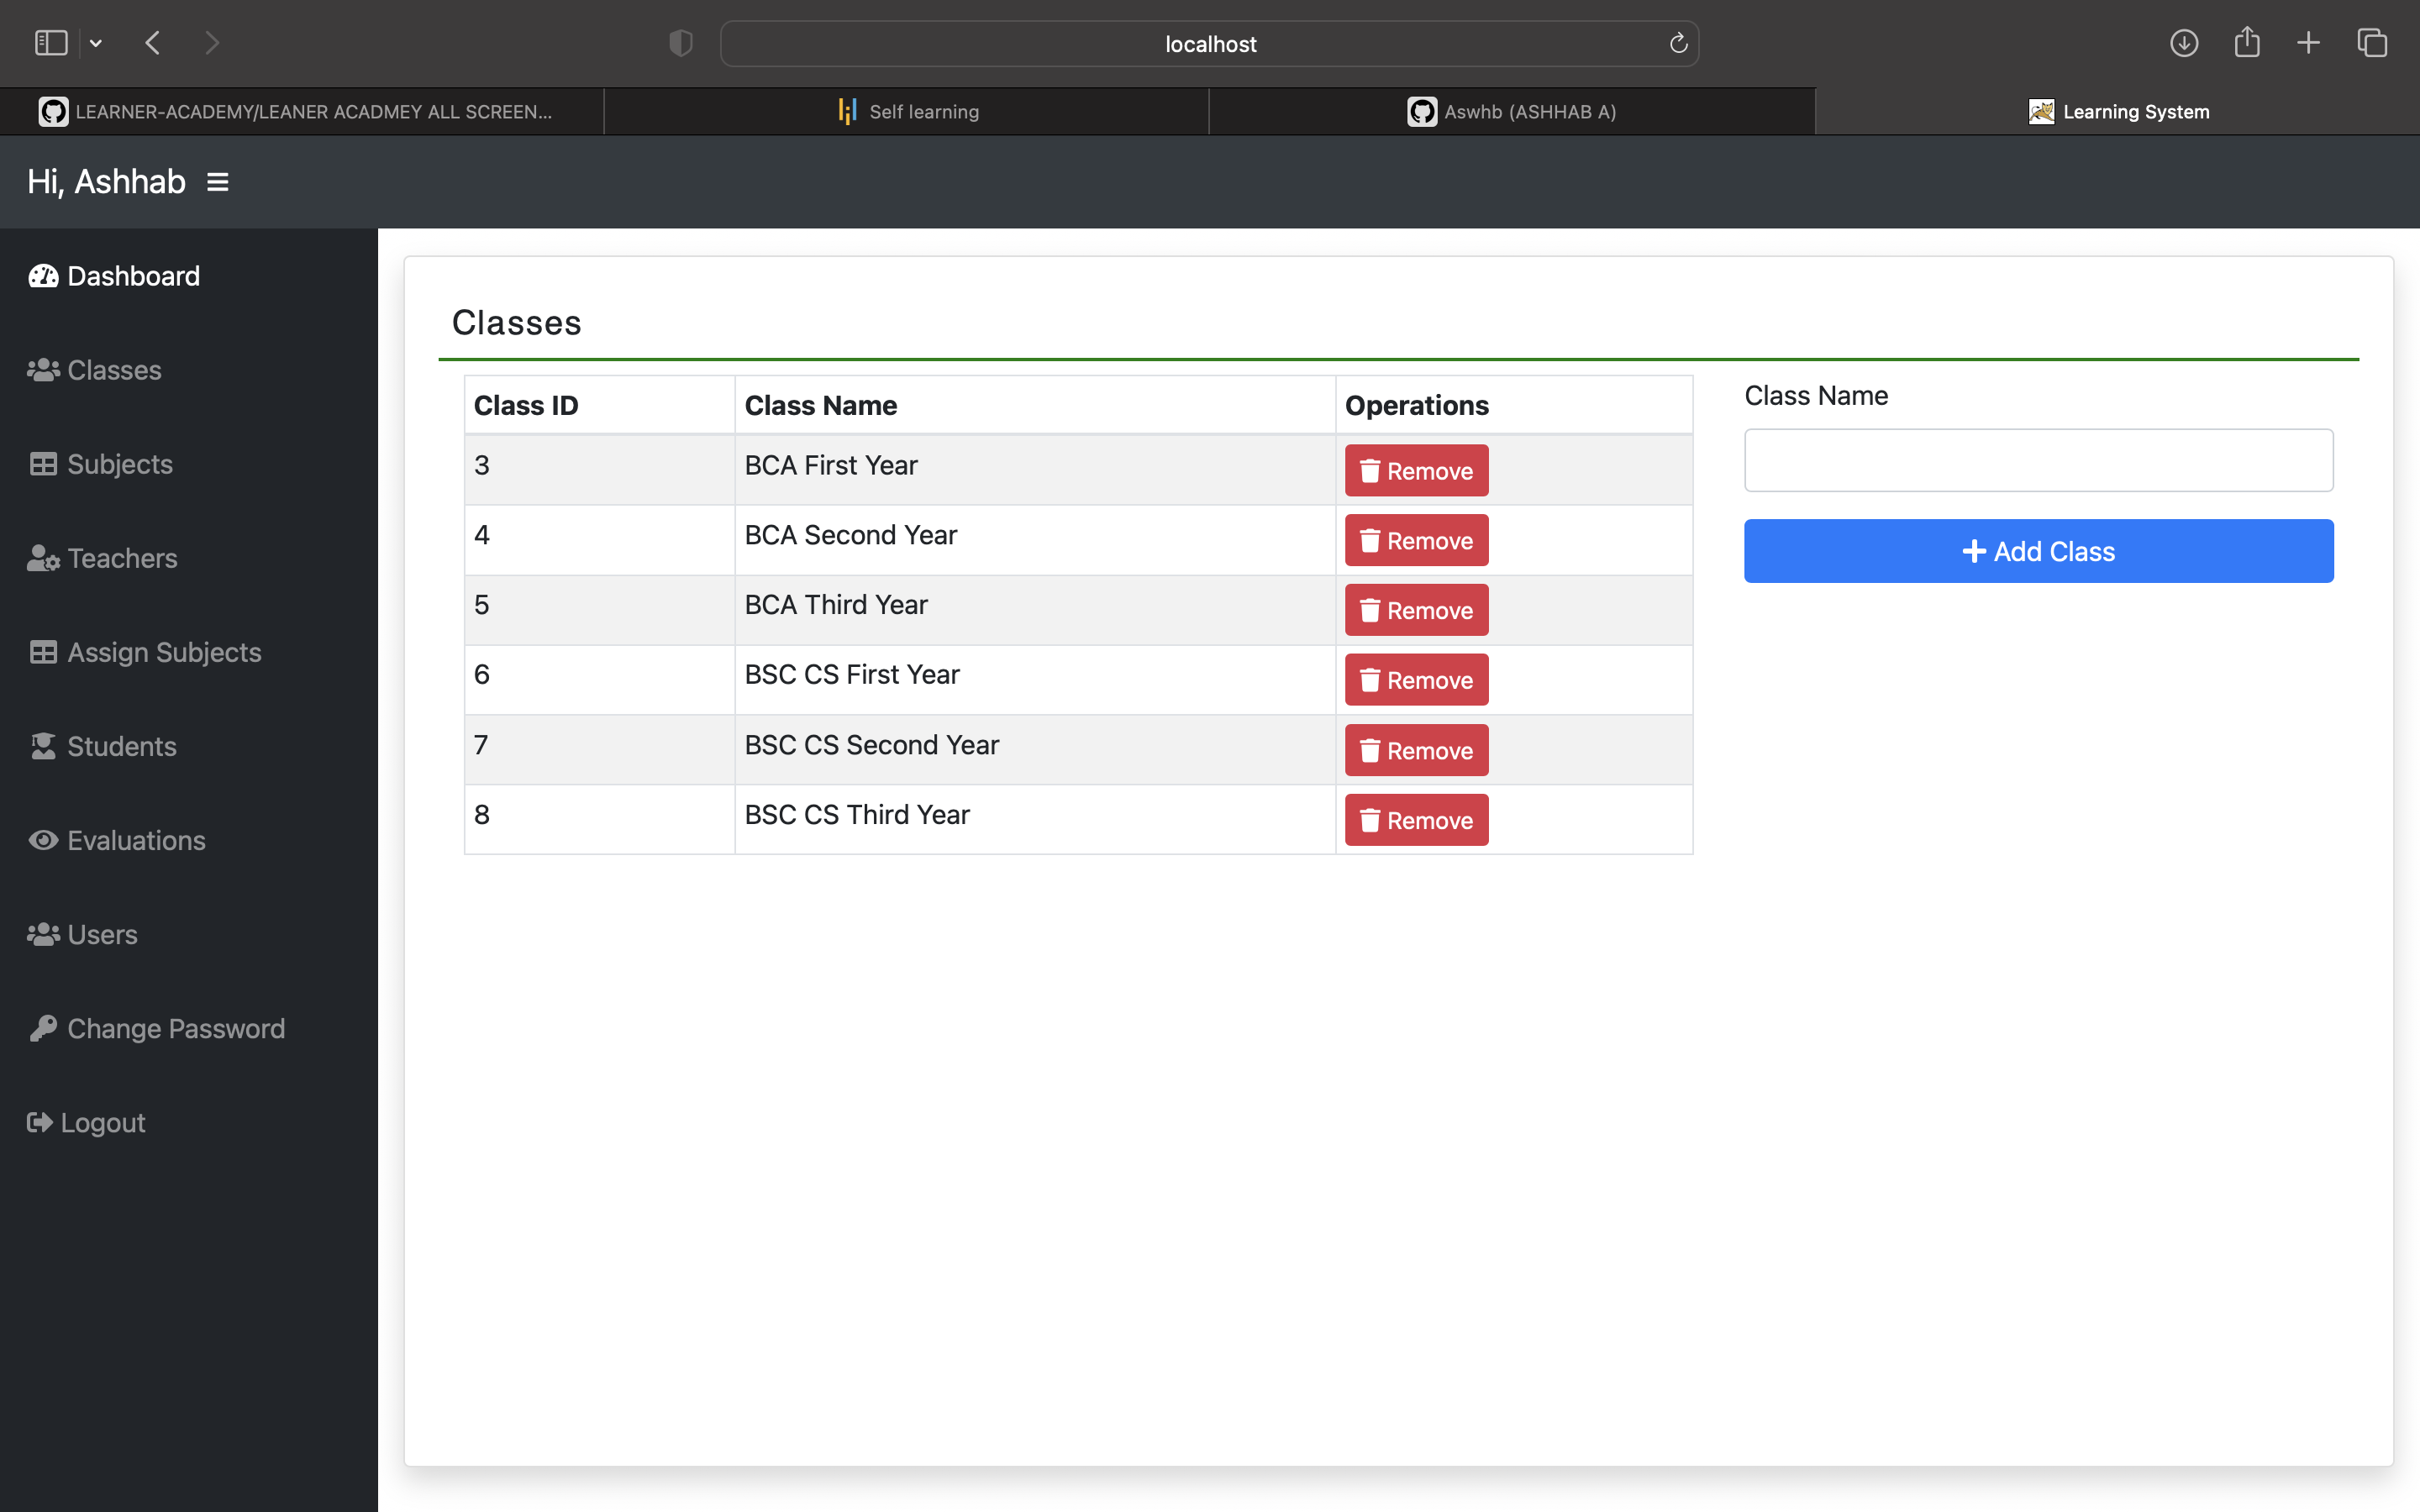 localhost
LEARNER-ACADEMY/LEANER ACADMEY ALL SCREEN...
Self learning
Aswhb (ASHHAB A)
Learning System
Hi, Ashhab
Dashboard
Classes
Subjects
Teachers
Assign Subjects
Students
Evaluations
Users
Change Password
Logout
Classes
Class ID Class Name Operations
3 BCA First Year Remove
4 BCA Second Year Remove
5 BCA Third Year Remove
6 BSC CS First Year Remove
7 BSC CS Second Year Remove
8 BSC CS Third Year Remove
Class Name
Add Class